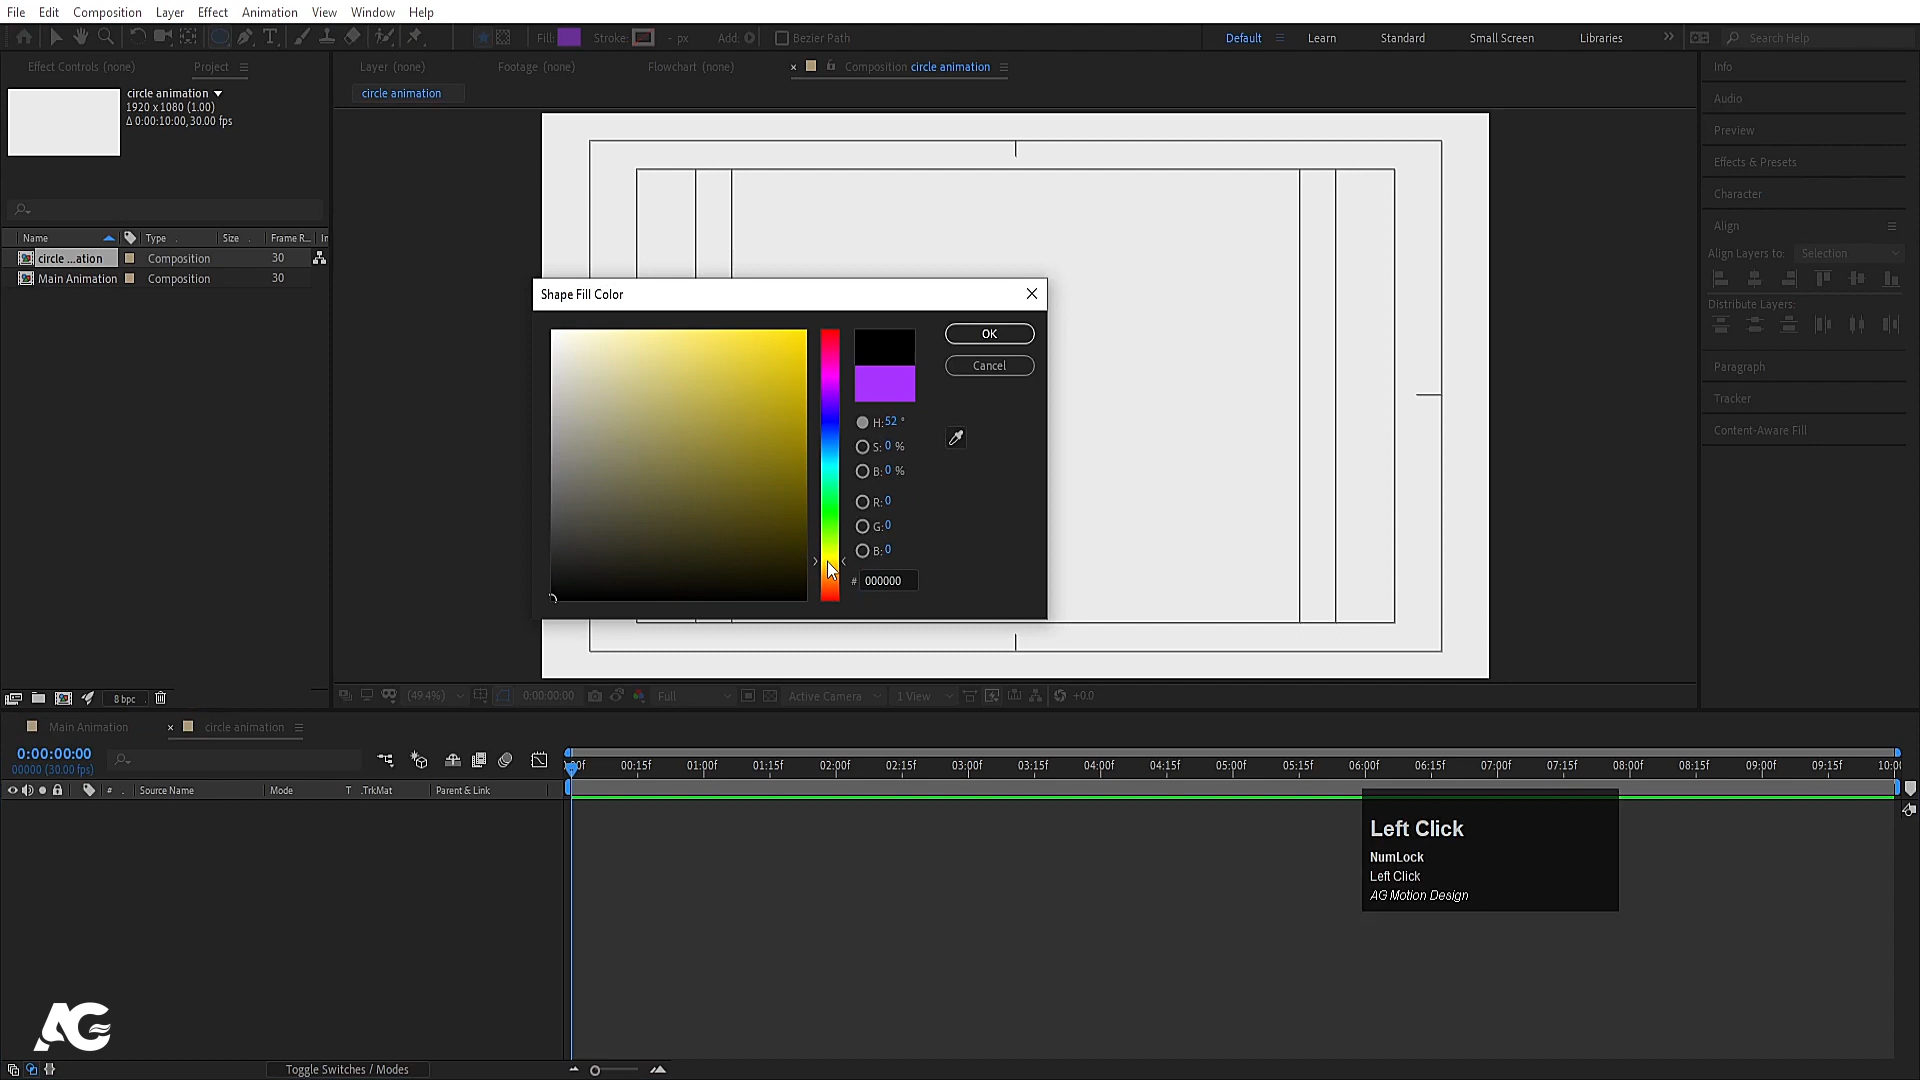 File Edit Composition Layer Effect Animation View Window Help
Fill: Stroke: - px Add: Bezier Path Default Learn Standard Small Screen Libraries Search Help
Effect Controls (none) Project Layer (none) Footage (none) Flowchart (none) Composition circle animation Info
circle animation
1920 x 1080 (1.00)
Δ 0:00:10:00, 30.00 fps
circle animation
Audio
Preview
Effects & Presets
Character
Align
Align Layers to: Selection
Distribute Layers:
Paragraph
Tracker
Content-Aware Fill
Name Type Size Frame R... In
circle ...ation Composition 30
Main Animation Composition 30
Shape Fill Color
OK
Cancel
H: 52 °
S: 0 %
B: 0 %
R: 0
G: 0
B: 0
# 000000
8 bpc
(49.4%) 0:00:00:00 Full Active Camera 1 View +0.0
Main Animation circle animation
0:00:00:00
00000 (30.00 fps)
00f 00:15f 01:00f 01:15f 02:00f 02:15f 03:00f 03:15f 04:00f 04:15f 05:00f 05:15f 06:00f 06:15f 07:00f 07:15f 08:00f 08:15f 09:00f 09:15f 10:00
# Source Name Mode T .TrkMat Parent & Link
Left Click
NumLock
Left Click
AG Motion Design
AG
Toggle Switches / Modes